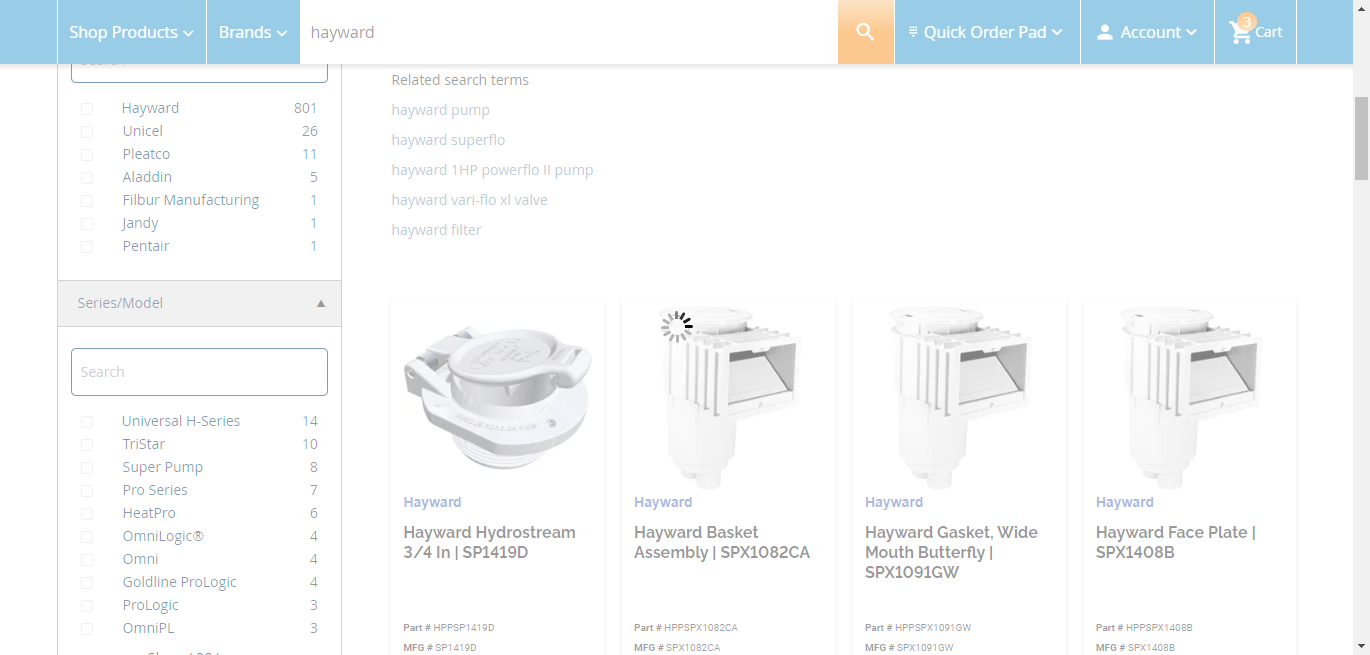 Shop Products
Brands
hayward
Quick Order Pad
Account
3
Cart
Hayward 801
Unicel 26
Pleatco 11
Aladdin 5
Filbur Manufacturing 1
Jandy 1
Pentair 1
Series/Model
Search
Universal H-Series 14
TriStar 10
Super Pump 8
Pro Series 7
HeatPro 6
OmniLogic® 4
Omni 4
Goldline ProLogic 4
ProLogic 3
OmniPL 3
Related search terms
hayward pump
hayward superflo
hayward 1HP powerflo II pump
hayward vari-flo xl valve
hayward filter
Hayward
Hayward Hydrostream
3/4 In | SP1419D
Part # HPPSP1419D
MFG # SP1419D
Hayward
Hayward Basket
Assembly | SPX1082CA
Part # HPPSPX1082CA
MFG # SPX1082CA
Hayward
Hayward Gasket, Wide
Mouth Butterfly |
SPX1091GW
Part # HPPSPX1091GW
MFG # SPX1091GW
Hayward
Hayward Face Plate |
SPX1408B
Part # HPPSPX1408B
MFG # SPX1408B